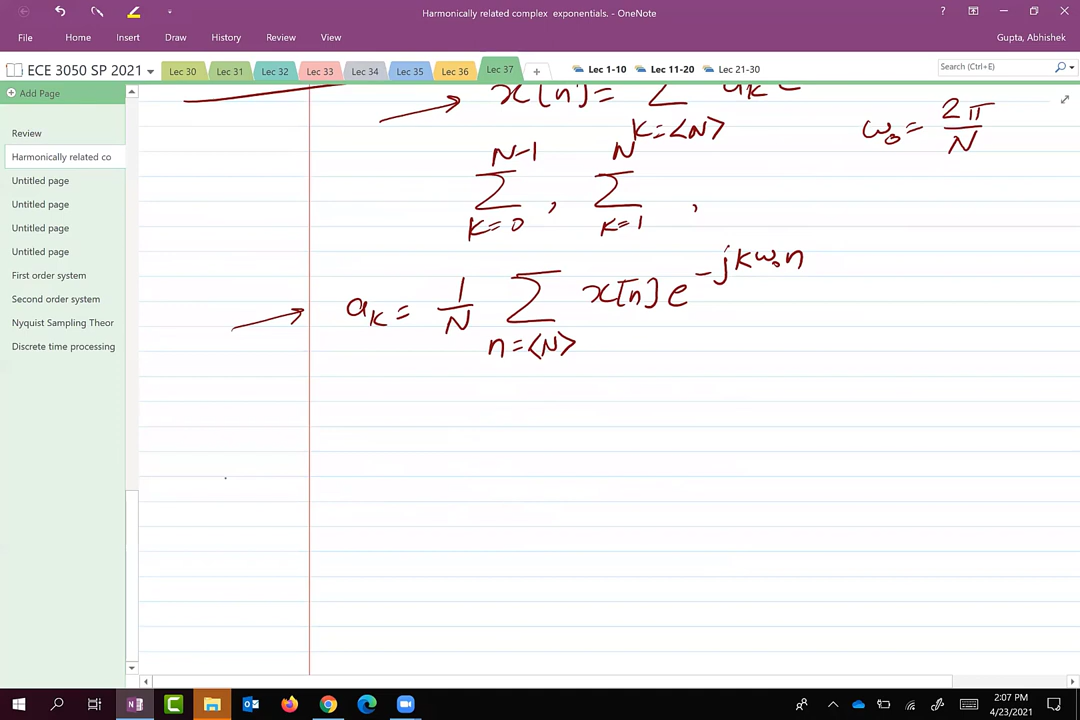 Harmonically related complex exponentials. - OneNote
File Home Insert Draw History Review View Gupta, Abhishek
ECE 3050 SP 2021 Lec 30 Lec 31 Lec 32 Lec 33 Lec 34 Lec 35 Lec 36 Lec 37 Lec 1-10 Lec 11-20 Lec 21-30 Search (Ctrl+E)
Add Page
Review
Harmonically related co
Untitled page
Untitled page
Untitled page
Untitled page
First order system
Second order system
Nyquist Sampling Theor
Discrete time processing
x[n] = Σ a_k e
k=⟨N⟩
ω₀ = 2π/N
N-1 N
Σ , Σ ,
k=0 k=1
a_k = 1/N Σ x[n] e^{-jkω₀n}
n=⟨N⟩
2:07 PM
4/23/2021